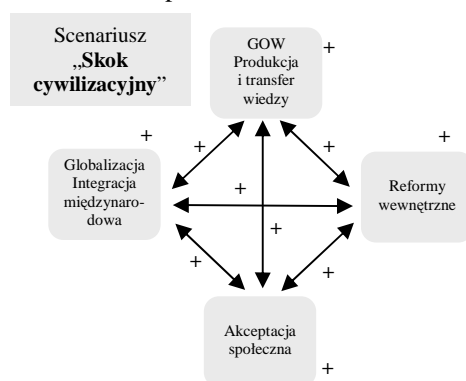 Scenariusz
„Skok
cywilizacyjny”
GOW
Produkcja
i transfer
wiedzy
+
+
+
+
+
Globalizacja
Integracja
międzynaro-
dowa
+
Reformy
wewnętrzne
+
+
+
Akceptacja
społeczna
+